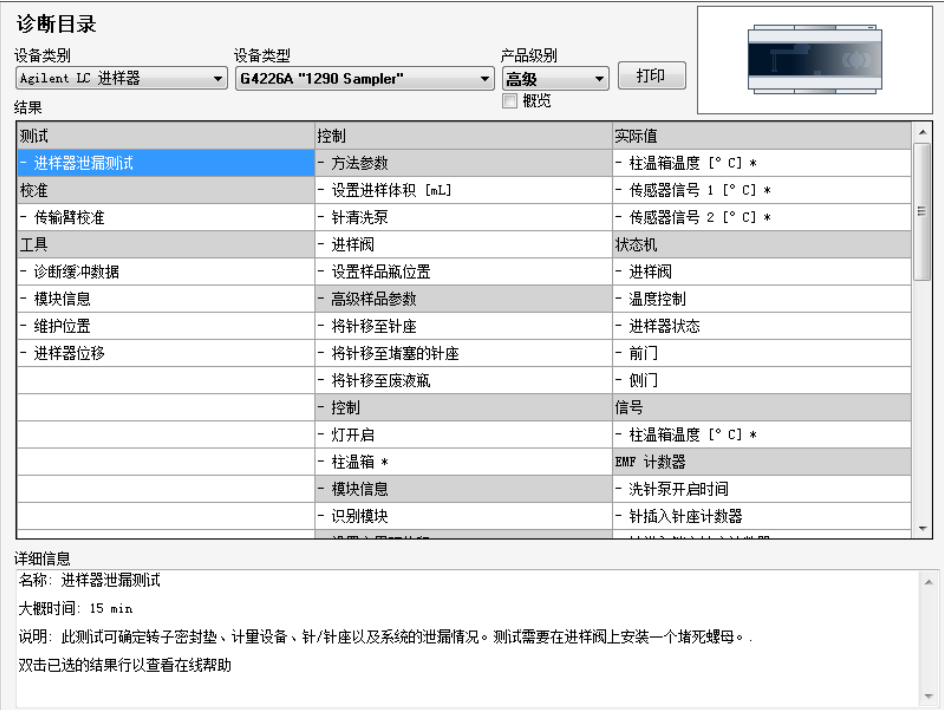 诊断目录
设备类别 设备类型 产品级别
Agilent LC 进样器 G4226A "1290 Sampler" 高级 打印
概览
结果
测试 控制 实际值
- 进样器泄漏测试 - 方法参数 - 柱温箱温度 [° C] *
校准 - 设置进样体积 [mL] - 传感器信号 1 [° C] *
- 传输臂校准 - 针清洗泵 - 传感器信号 2 [° C] *
工具 - 进样阀 状态机
- 诊断缓冲数据 - 设置样品瓶位置 - 进样阀
- 模块信息 - 高级样品参数 - 温度控制
- 维护位置 - 将针移至针座 - 进样器状态
- 进样器位移 - 将针移至堵塞的针座 - 前门
- 将针移至废液瓶 - 侧门
- 控制 信号
- 灯开启 - 柱温箱温度 [° C] *
- 柱温箱 * EMF 计数器
- 模块信息 - 洗针泵开启时间
- 识别模块 - 针插入针座计数器
详细信息
名称: 进样器泄漏测试
大概时间: 15 min
说明: 此测试可确定转子密封垫、计量设备、针/针座以及系统的泄漏情况。测试需要在进样阀上安装一个堵死螺母。.
双击已选的结果行以查看在线帮助